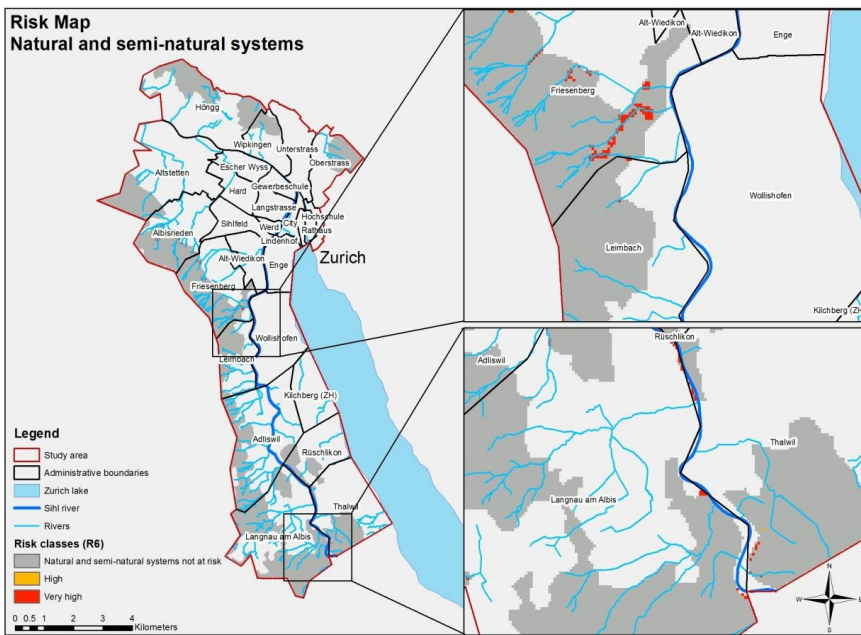 Risk Map
Natural and semi-natural systems
Höngg
Wipkingen
Unterstrass
Oberstrass
Escher Wyss
Altstetten
Hard
Gewerbeschule
Langstrasse
Hochschule
City
Rathaus
Sihlfeld
Werd
Lindenhof
Albisrieden
Alt-Wiedikon
Enge
Zurich
Friesenberg
Wollishofen
Leimbach
Kilchberg (ZH)
Adliswil
Rüschlikon
Thalwil
Langnau am Albis
Legend
Study area
Administrative boundaries
Zurich lake
Sihl river
Rivers
Risk classes (R6)
Natural and semi-natural systems not at risk
High
Very high
0 0.5 1 2 3 4
Kilometers
Alt-Wiedikon
Alt-Wiedikon
Enge
Friesenberg
Wollishofen
Leimbach
Kilchberg (ZH
Rüschlikon
Adliswil
Thalwil
Langnau am Albis
N
W E
S